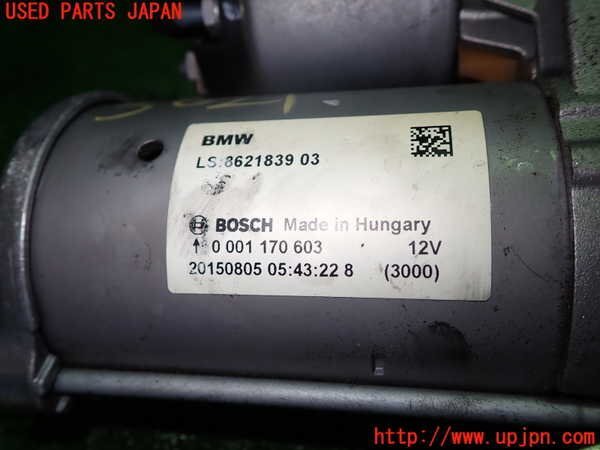 USED PARTS JAPAN
BMW
LS:8621839 03
BOSCH Made in Hungary
↑ 0 001 170 603 12V
20150805 05:43:22 8 (3000)
http://www.upjpn.com